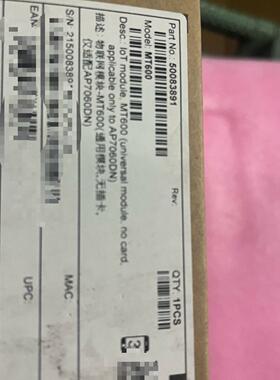 Part No: 50083891
Rev:
QTY: 1PCS
Model: MT600
Desc: IoT module, MT600 (universal module, no card,
applicable only to AP7060DN)
描述: 物联网模块-MT600(通用模块,无插卡,
仅适配AP7060DN)
S/N: 215008389
MAC:
EAN:
UPC: